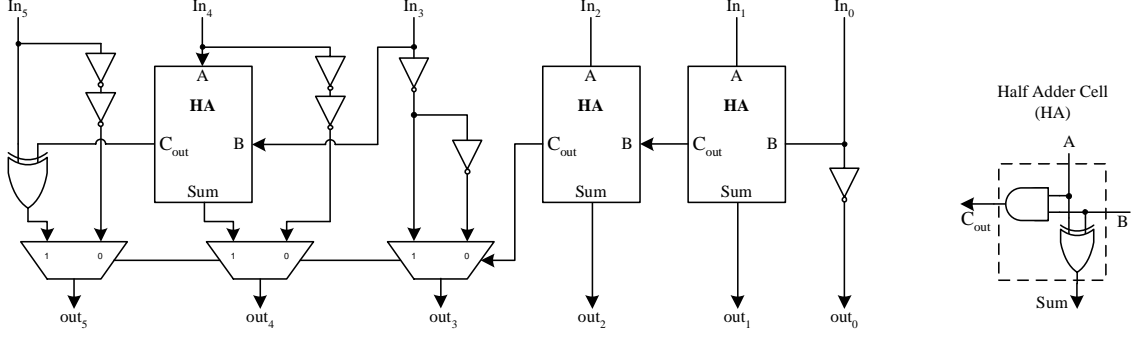 In₅ In₄ In₃ In₂ In₁ In₀
A A A
HA HA HA
Half Adder Cell
(HA)
A
Cout B Cout B Cout B
Sum Sum Sum
Cout B
1 0 1 0 1 0
Sum
out₅ out₄ out₃ out₂ out₁ out₀